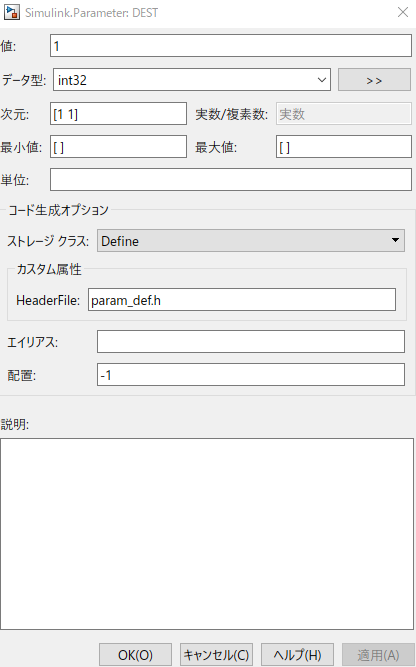 Simulink.Parameter: DEST
値: 1
データ型: int32 >>
次元: [1 1] 実数/複素数: 実数
最小値: [ ] 最大値: [ ]
単位:
コード生成オプション
ストレージ クラス: Define
カスタム属性
HeaderFile: param_def.h
エイリアス:
配置: -1
説明:
OK(O) キャンセル(C) ヘルプ(H) 適用(A)